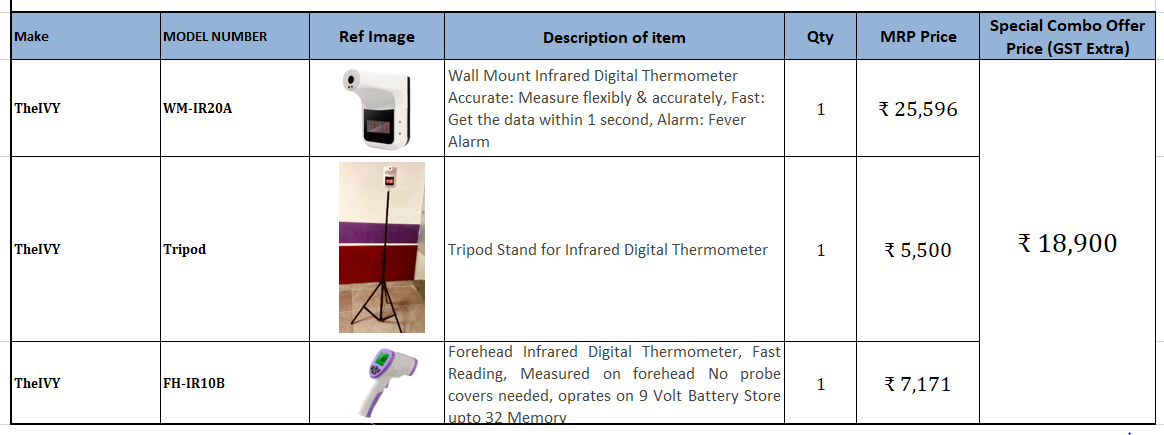 Make MODEL NUMBER Ref Image Description of item Qty MRP Price Special Combo Offer
Price (GST Extra)
TheIVY WM-IR20A Wall Mount Infrared Digital Thermometer
Accurate: Measure flexibly & accurately, Fast:
Get the data within 1 second, Alarm: Fever
Alarm
1 ₹ 25,596
TheIVY Tripod Tripod Stand for Infrared Digital Thermometer 1 ₹ 5,500
₹ 18,900
TheIVY FH-IR10B Forehead Infrared Digital Thermometer, Fast
Reading, Measured on forehead No probe
covers needed, oprates on 9 Volt Battery Store
upto 32 Memory
1 ₹ 7,171